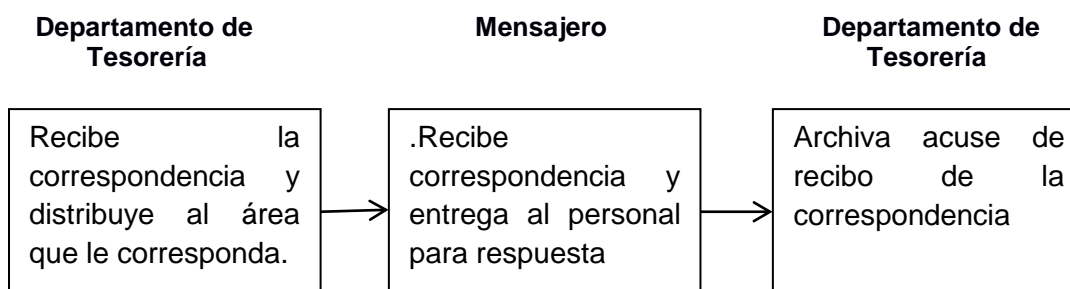 Departamento de
Tesorería
Mensajero
Departamento de
Tesorería
Recibe la
correspondencia y
distribuye al área
que le corresponda.
.Recibe
correspondencia y
entrega al personal
para respuesta
Archiva acuse de
recibo de la
correspondencia